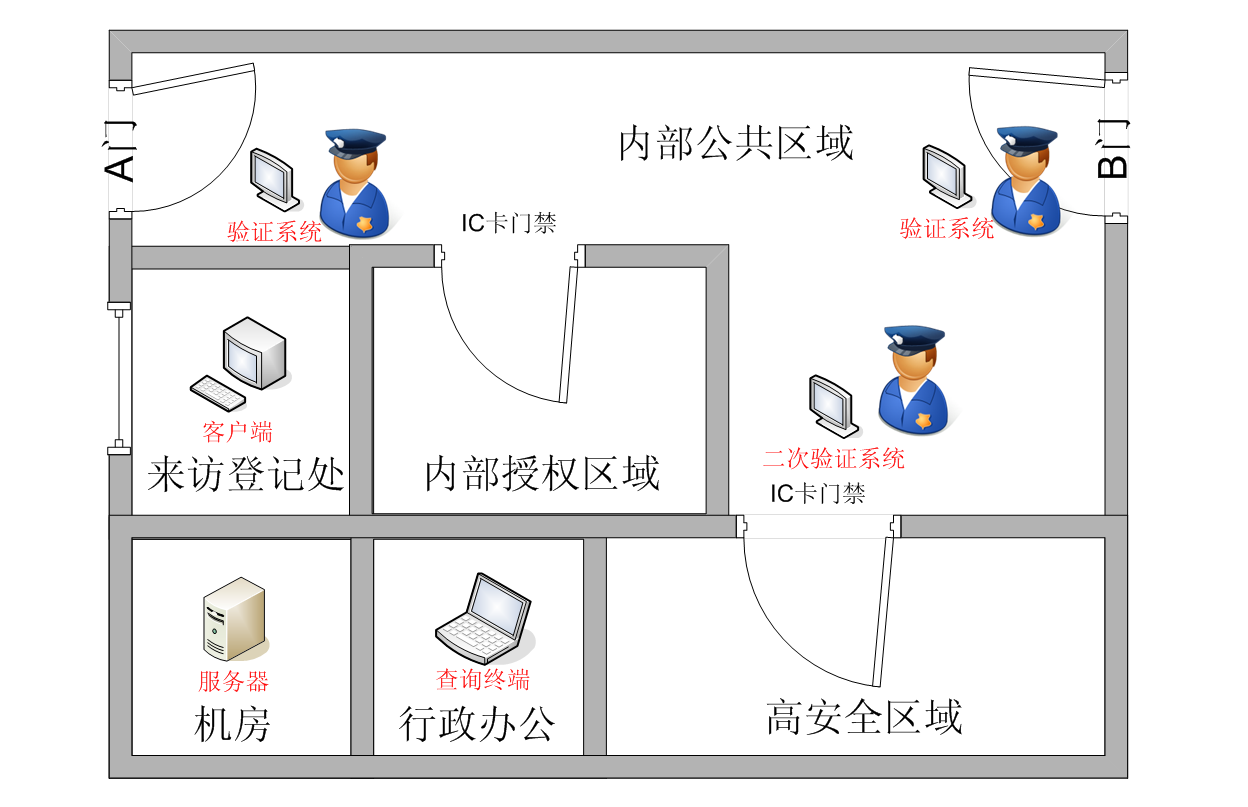 A门
内部公共区域
B门
验证系统
IC卡门禁
验证系统
客户端
来访登记处
内部授权区域
二次验证系统
IC卡门禁
服务器
机房
查询终端
行政办公
高安全区域